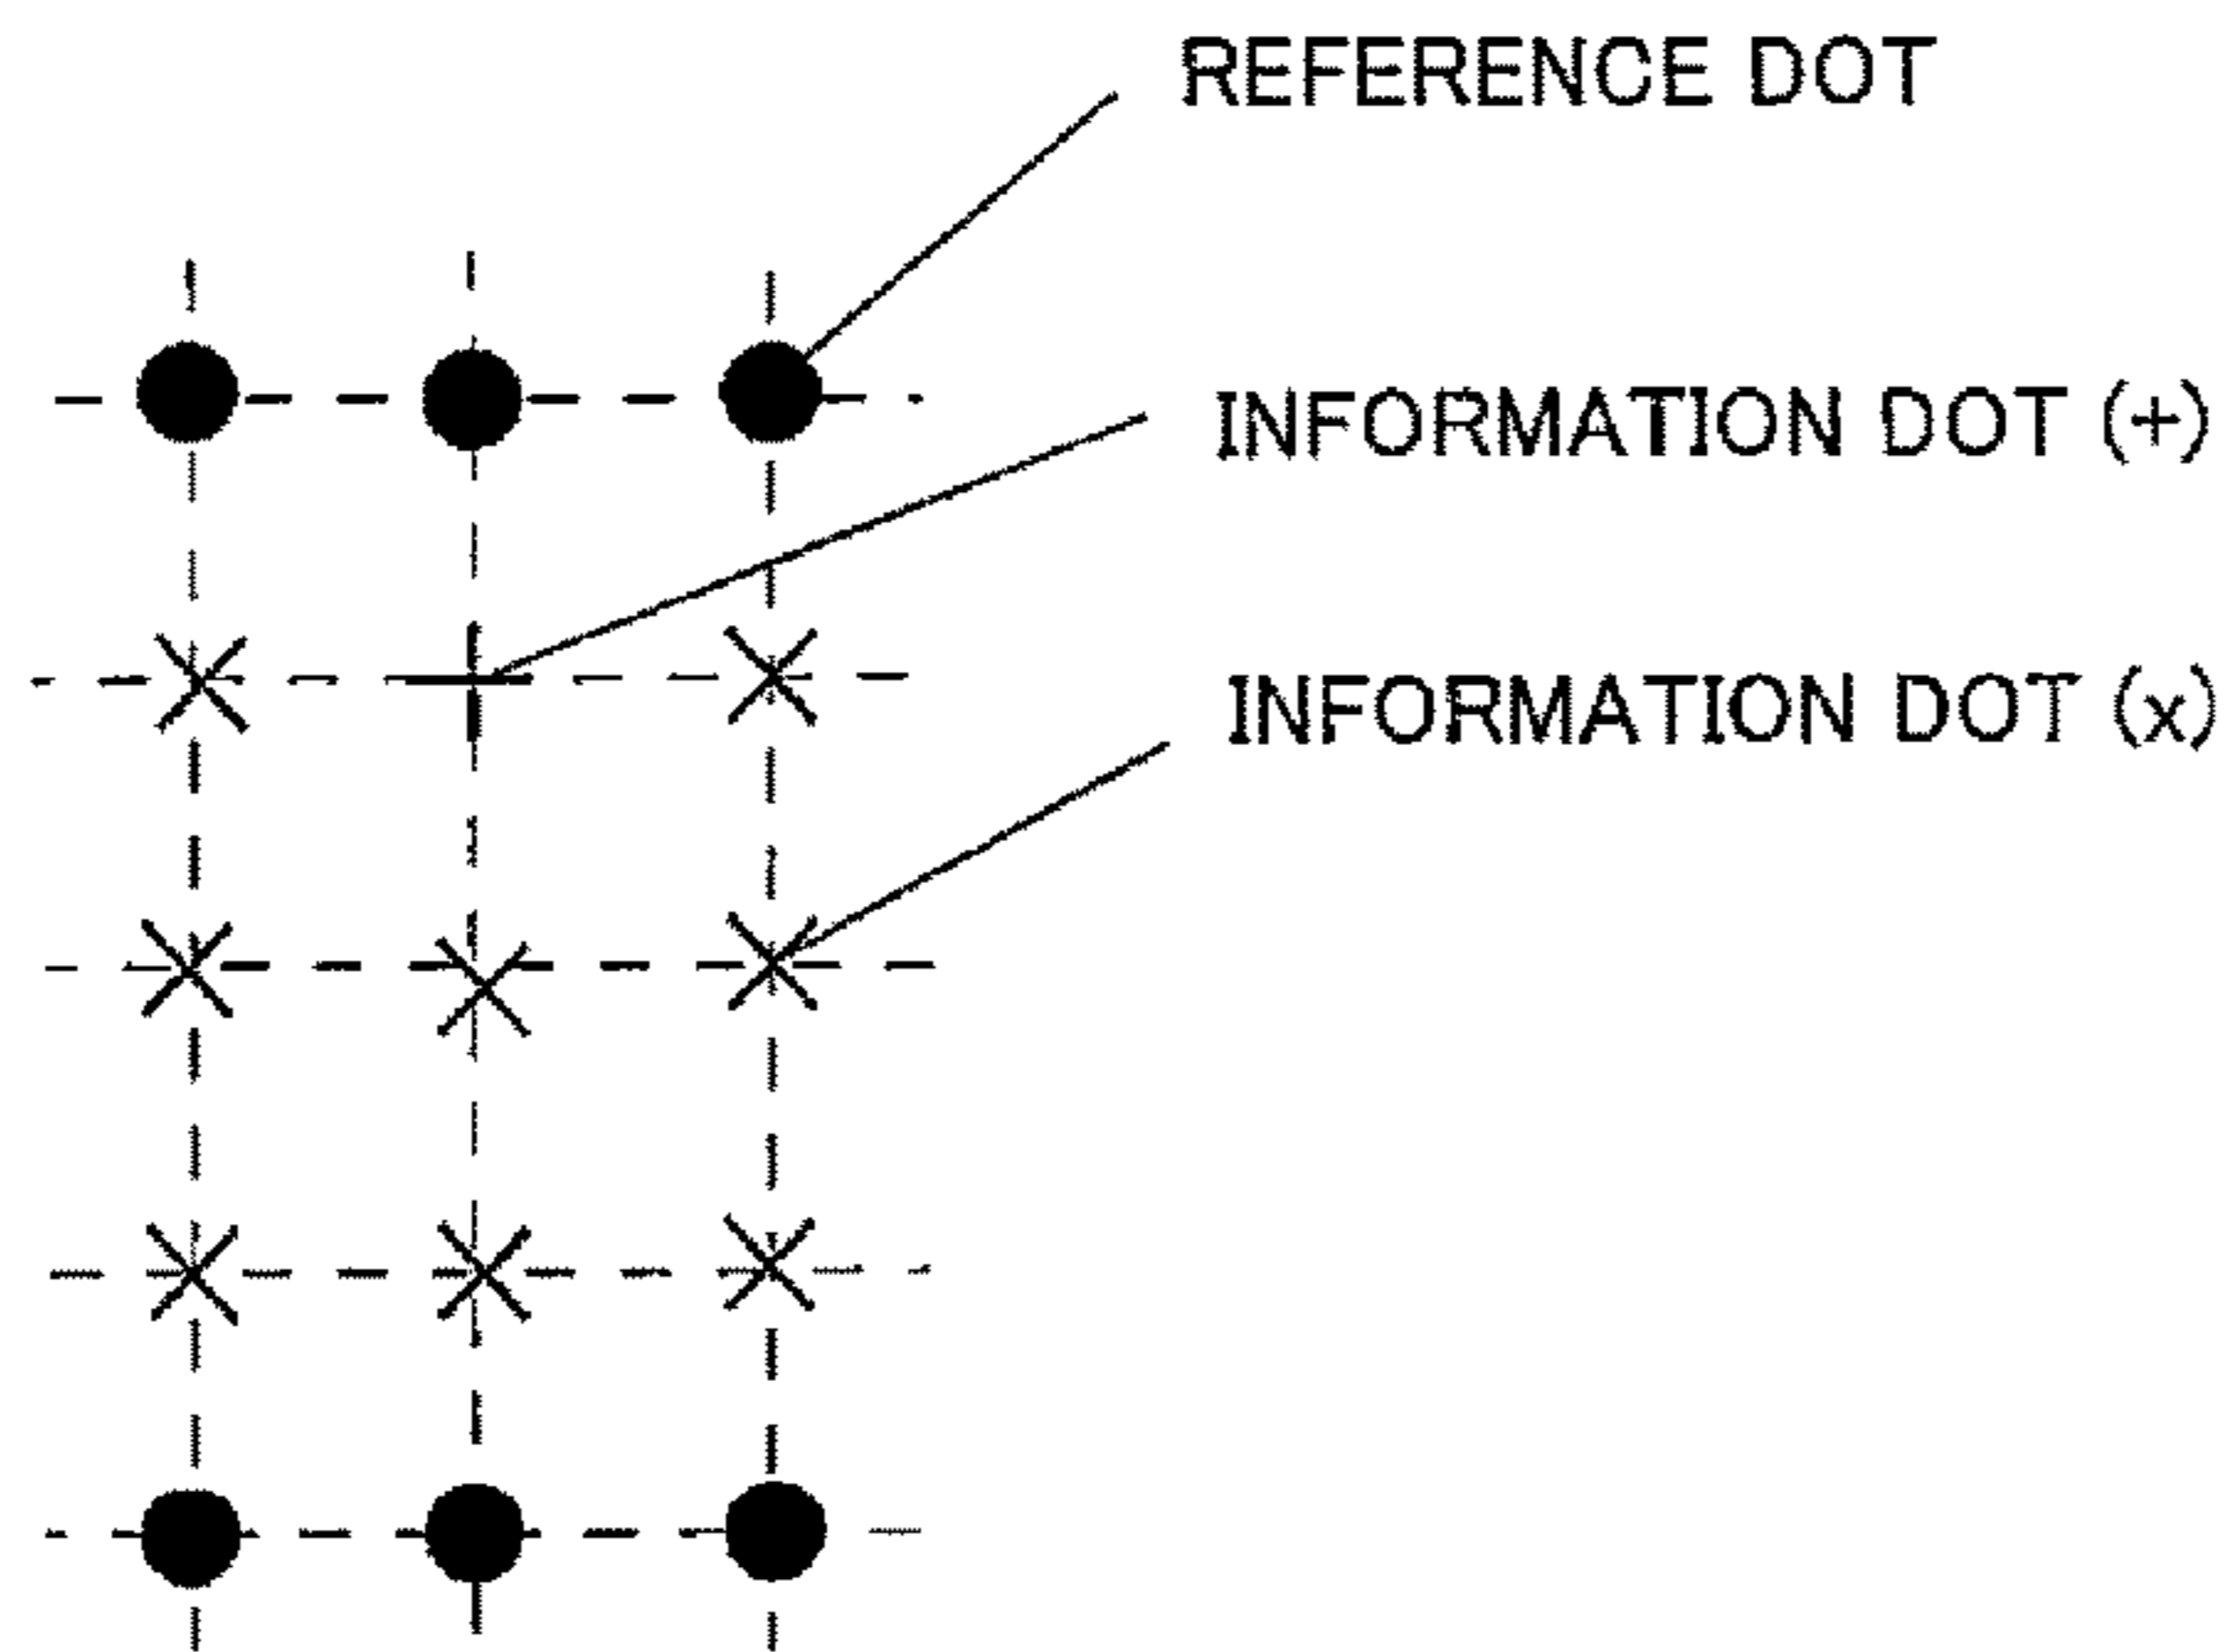 REFERENCE DOT
INFORMATION DOT (+)
INFORMATION DOT (x)